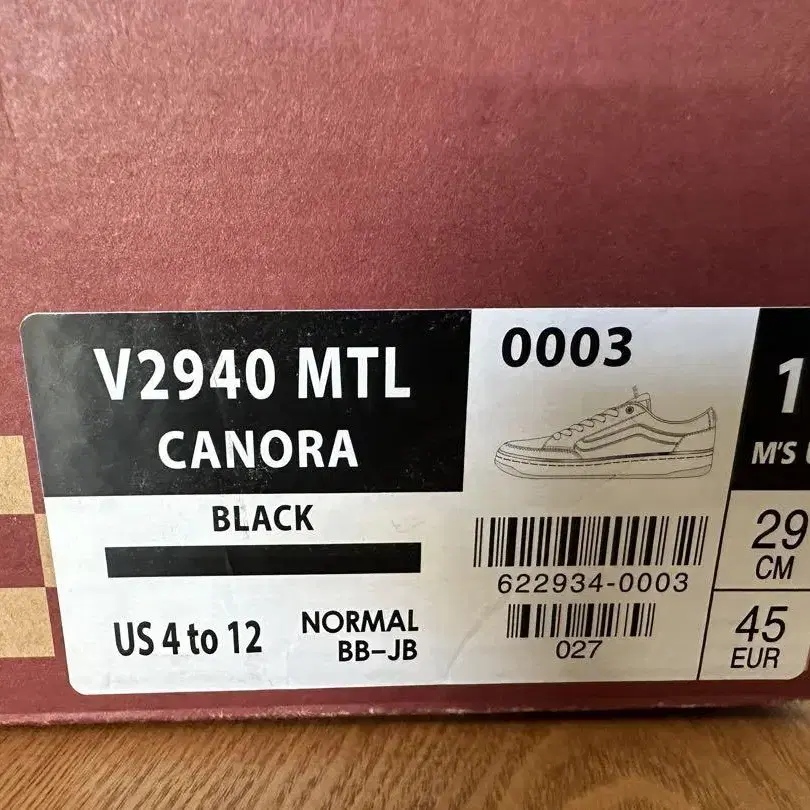 V2940 MTL
CANORA
BLACK
US 4 to 12
NORMAL
BB-JB
0003
622934-0003
027
1
M'S
29
CM
45
EUR